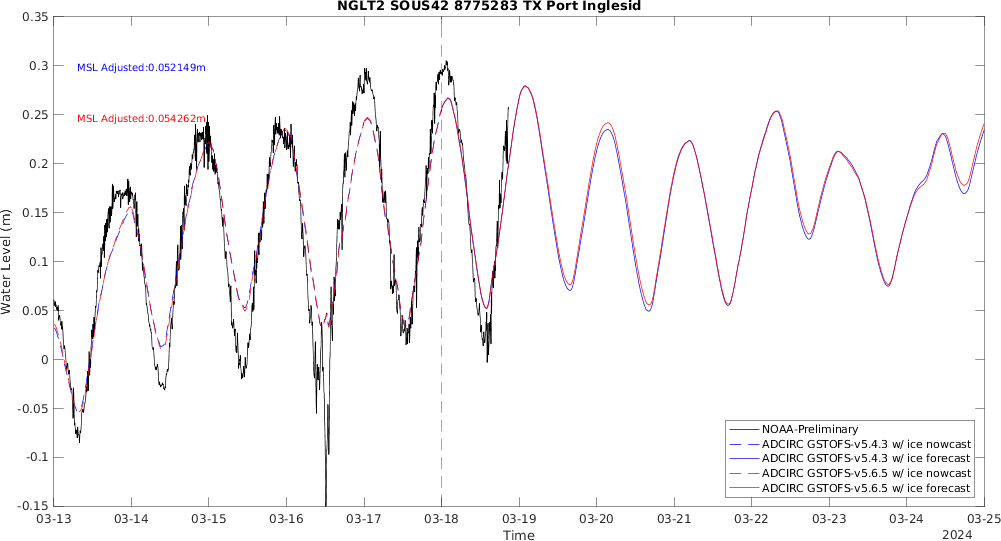 NGLT2 SOUS42 8775283 TX Port Inglesid
0.35
0.3
0.25
0.2
0.15
0.1
0.05
0
-0.05
-0.1
-0.15
Water Level (m)
MSL Adjusted:0.052149m
MSL Adjusted:0.054262m
NOAA-Preliminary
ADCIRC GSTOFS-v5.4.3 w/ ice nowcast
ADCIRC GSTOFS-v5.4.3 w/ ice forecast
ADCIRC GSTOFS-v5.6.5 w/ ice nowcast
ADCIRC GSTOFS-v5.6.5 w/ ice forecast
03-13 03-14 03-15 03-16 03-17 03-18 03-19 03-20 03-21 03-22 03-23 03-24 03-25
Time
2024